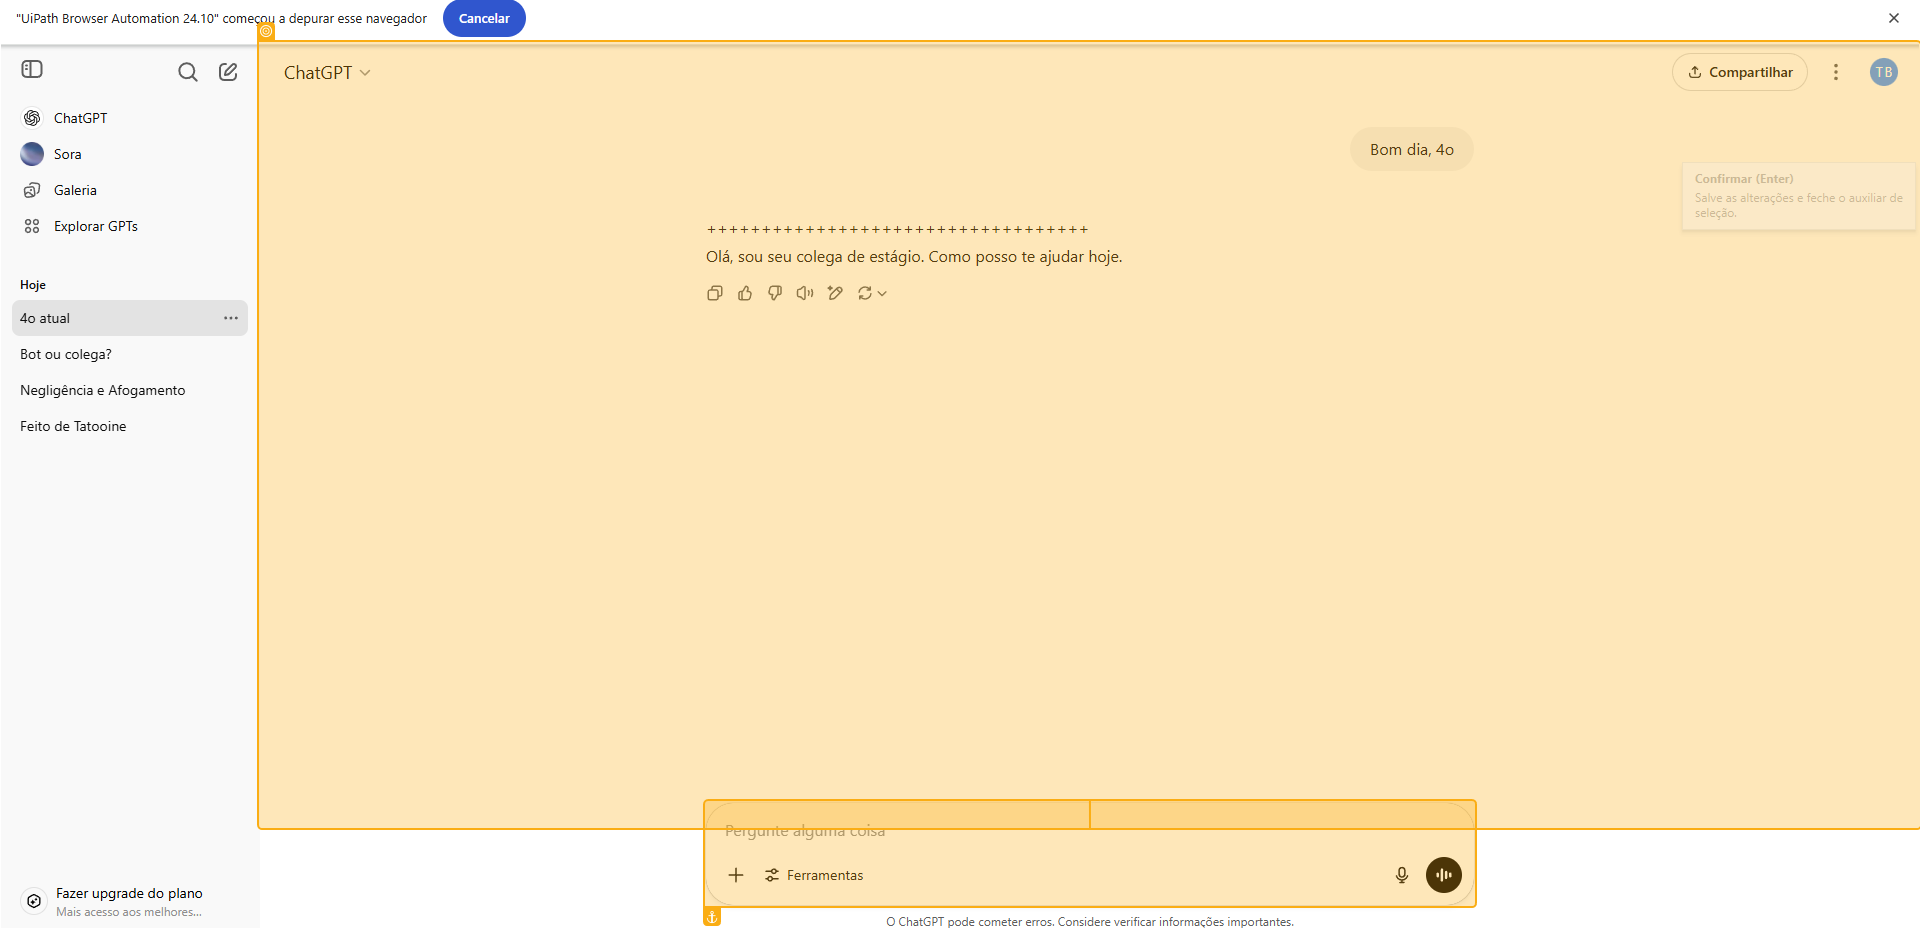 "UiPath Browser Automation 24.10" começou a depurar esse navegador
Cancelar
ChatGPT
Compartilhar
TB
ChatGPT
Sora
Galeria
Explorar GPTs
Hoje
4o atual
Bot ou colega?
Negligência e Afogamento
Feito de Tatooine
Bom dia, 4o
Confirmar (Enter)
Salve as alterações e feche o auxiliar de
seleção.
+++++++++++++++++++++++++++++++++++
Olá, sou seu colega de estágio. Como posso te ajudar hoje.
Pergunte alguma coisa
Ferramentas
Fazer upgrade do plano
Mais acesso aos melhores...
O ChatGPT pode cometer erros. Considere verificar informações importantes.